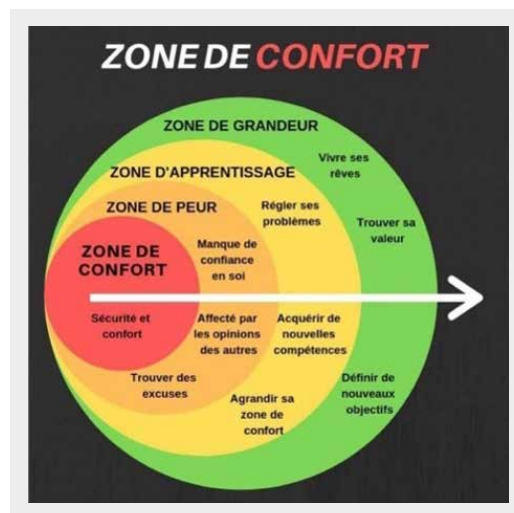 ZONE DE CONFORT
ZONE DE GRANDEUR
Vivre ses
rêves
ZONE D'APPRENTISSAGE
Régler ses
problèmes
Trouver sa
valeur
ZONE DE PEUR
Manque de
confiance
en soi
ZONE DE
CONFORT
Sécurité et
confort
Affecté par
les opinions
des autres
Acquérir de
nouvelles
compétences
Trouver des
excuses
Agrandir sa
zone de
confort
Définir de
nouveaux
objectifs